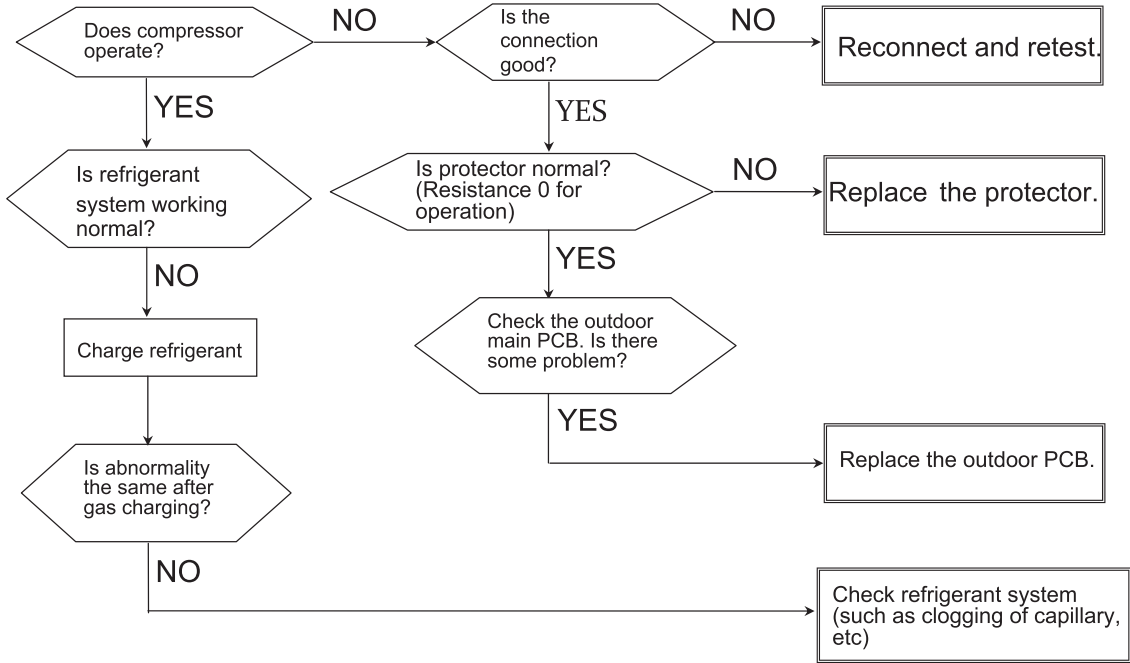 Does compressor
operate?
NO
Is the
connection
good?
NO
Reconnect and retest.
YES
YES
Is refrigerant
system working
normal?
Is protector normal?
(Resistance 0 for
operation)
NO
Replace the protector.
NO
YES
Charge refrigerant
Check the outdoor
main PCB. Is there
some problem?
YES
Replace the outdoor PCB.
Is abnormality
the same after
gas charging?
NO
Check refrigerant system
(such as clogging of capillary,
etc)